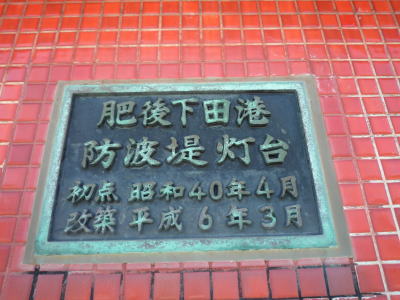 肥後下田港
防波堤灯台
初点 昭和40年4月
改築 平成6年3月